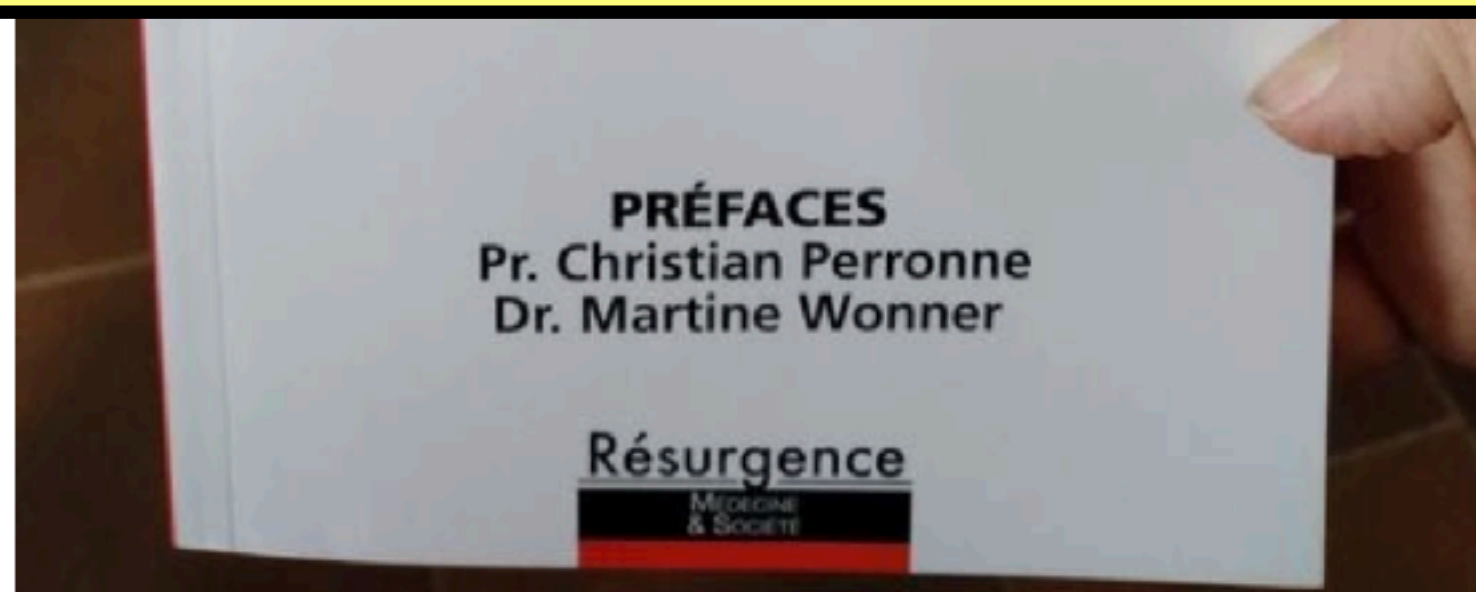 PRÉFACES
Pr. Christian Perronne
Dr. Martine Wonner
Résurgence
MÉDECINE
& SOCIÉTÉ